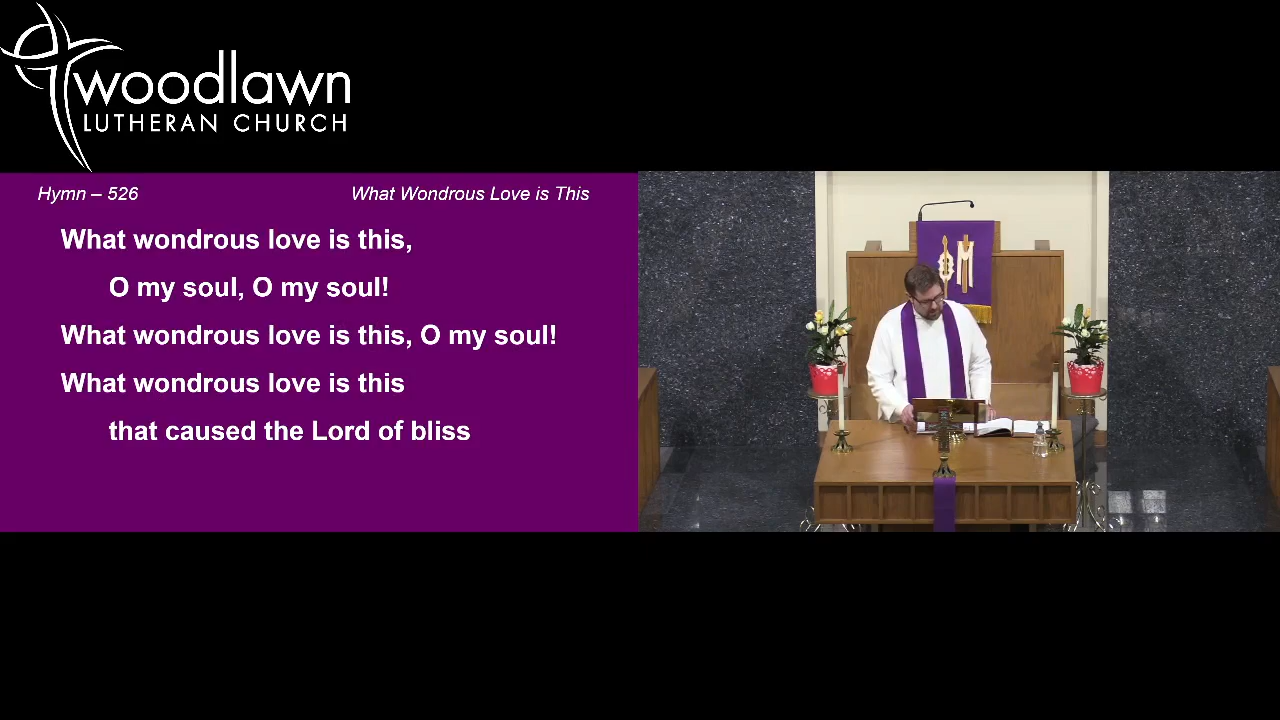 woodlawn
LUTHERAN CHURCH
Hymn – 526 What Wondrous Love is This
What wondrous love is this,
O my soul, O my soul!
What wondrous love is this, O my soul!
What wondrous love is this
that caused the Lord of bliss